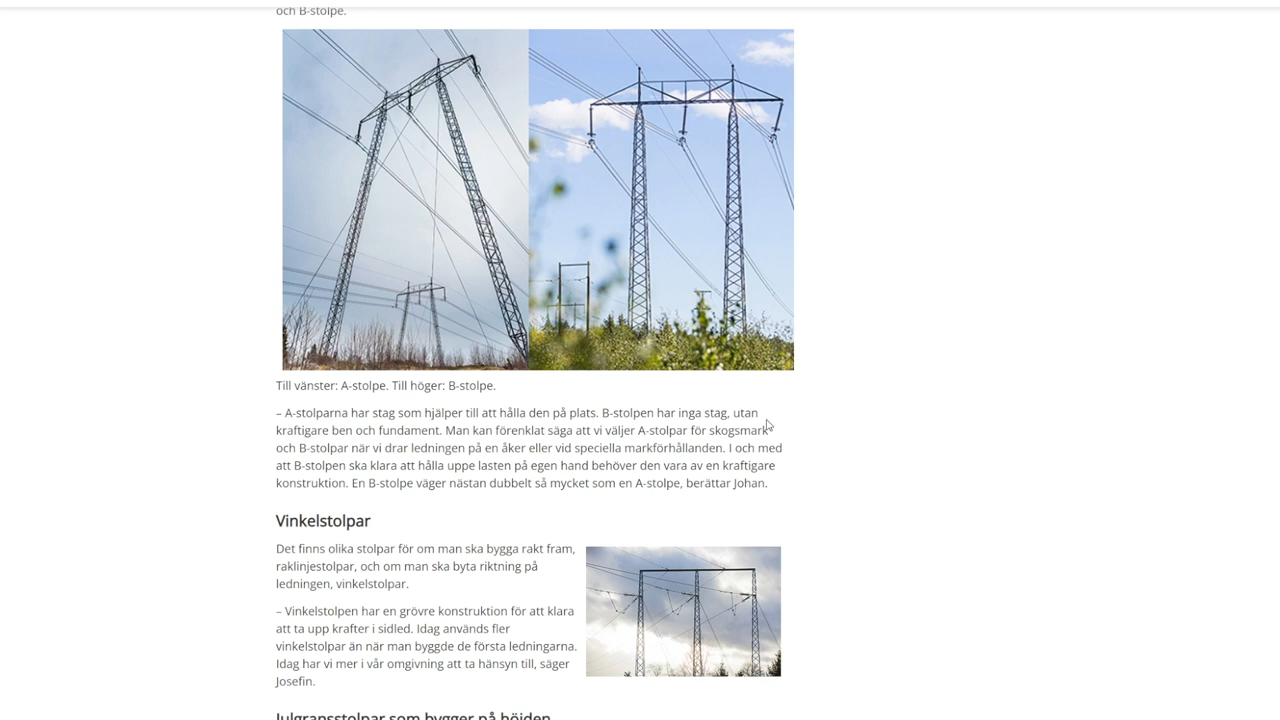 och B-stolpe.
Till vänster: A-stolpe. Till höger: B-stolpe.
– A-stolparna har stag som hjälper till att hålla den på plats. B-stolpen har inga stag, utan
kraftigare ben och fundament. Man kan förenklat säga att vi väljer A-stolpar för skogsmark
och B-stolpar när vi drar ledningen på en åker eller vid speciella markförhållanden. I och med
att B-stolpen ska klara att hålla uppe lasten på egen hand behöver den vara av en kraftigare
konstruktion. En B-stolpe väger nästan dubbelt så mycket som en A-stolpe, berättar Johan.
Vinkelstolpar
Det finns olika stolpar för om man ska bygga rakt fram,
raklinjestolpar, och om man ska byta riktning på
ledningen, vinkelstolpar.
– Vinkelstolpen har en grövre konstruktion för att klara
att ta upp krafter i sidled. Idag används fler
vinkelstolpar än när man byggde de första ledningarna.
Idag har vi mer i vår omgivning att ta hänsyn till, säger
Josefin.
Julgransstolpar som bygger på höjden